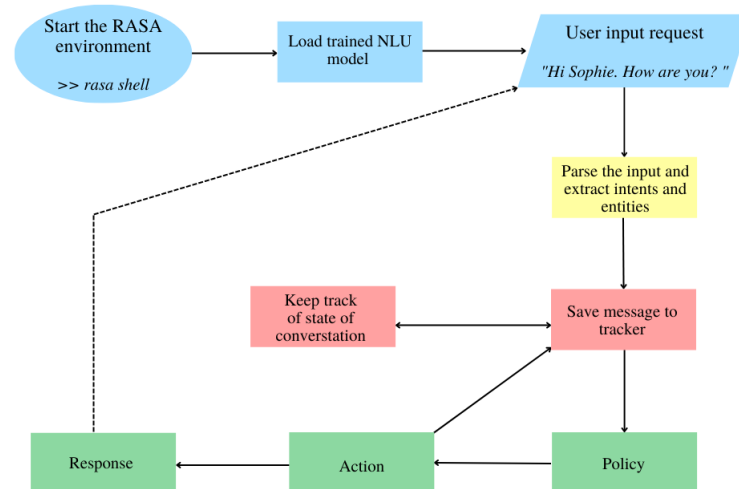 Start the RASA
environment
>> rasa shell
Load trained NLU
model
User input request
"Hi Sophie. How are you? "
Parse the input and
extract intents and
entities
Keep track
of state of
converstation
Save message to
tracker
Response
Action
Policy